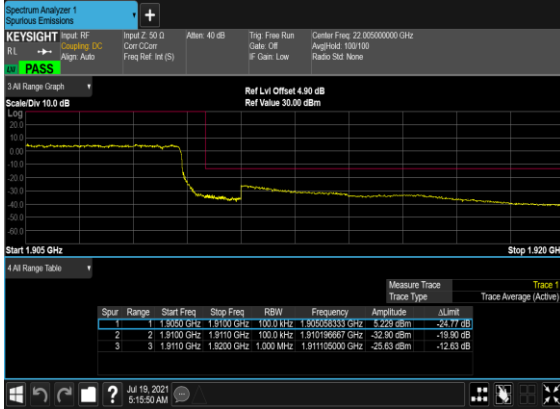 Spectrum Analyzer 1
Spurious Emissions
KEYSIGHT Input: RF Input Z: 50 Ω Atten: 40 dB Trig: Free Run Center Freq: 22.005000000 GHz
RL Coupling: DC Corr CCorr Gate: Off Avg|Hold: 100/100
Align: Auto Freq Ref: Int (S) IF Gain: Low Radio Std: None
PASS
3 All Range Graph
Ref Lvl Offset 4.90 dB
Scale/Div 10.0 dB Ref Value 30.00 dBm
Log
20.0
10.0
0.00
-10.0
-20.0
-30.0
-40.0
-50.0
-60.0
Start 1.905 GHz Stop 1.920 GH
4 All Range Table
Measure Trace Trace 1
Trace Type Trace Average (Active)
Spur Range Start Freq Stop Freq RBW Frequency Amplitude ΔLimit
1 1 1.9050 GHz 1.9100 GHz 100.0 kHz 1.905058333 GHz 5.229 dBm -24.77 dB
2 2 1.9100 GHz 1.9110 GHz 100.0 kHz 1.910196667 GHz -32.90 dBm -19.90 dB
3 3 1.9110 GHz 1.9200 GHz 1.000 MHz 1.911105000 GHz -25.63 dBm -12.63 dB
Jul 19, 2021
5:15:50 AM